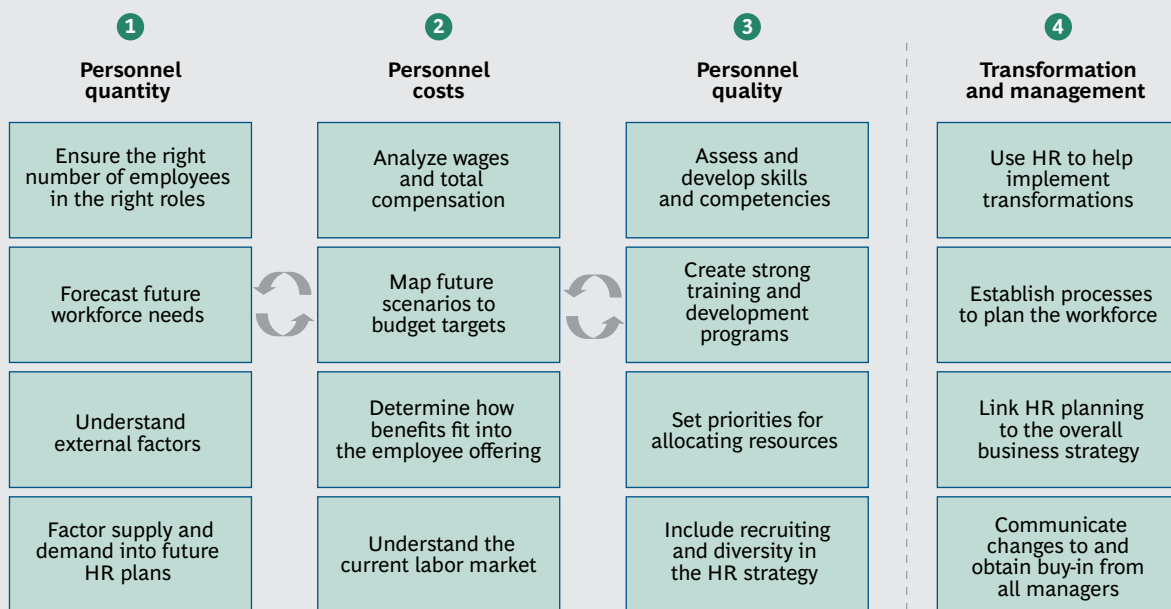 1
Personnel
quantity
Ensure the right
number of employees
in the right roles
Forecast future
workforce needs
Understand
external factors
Factor supply and
demand into future
HR plans
2
Personnel
costs
Analyze wages
and total
compensation
Map future
scenarios to
budget targets
Determine how
benefits fit into
the employee offering
Understand the
current labor market
3
Personnel
quality
Assess and
develop skills
and competencies
Create strong
training and
development
programs
Set priorities for
allocating resources
Include recruiting
and diversity in
the HR strategy
4
Transformation
and management
Use HR to help
implement
transformations
Establish processes
to plan the workforce
Link HR planning
to the overall
business strategy
Communicate
changes to and
obtain buy-in from
all managers